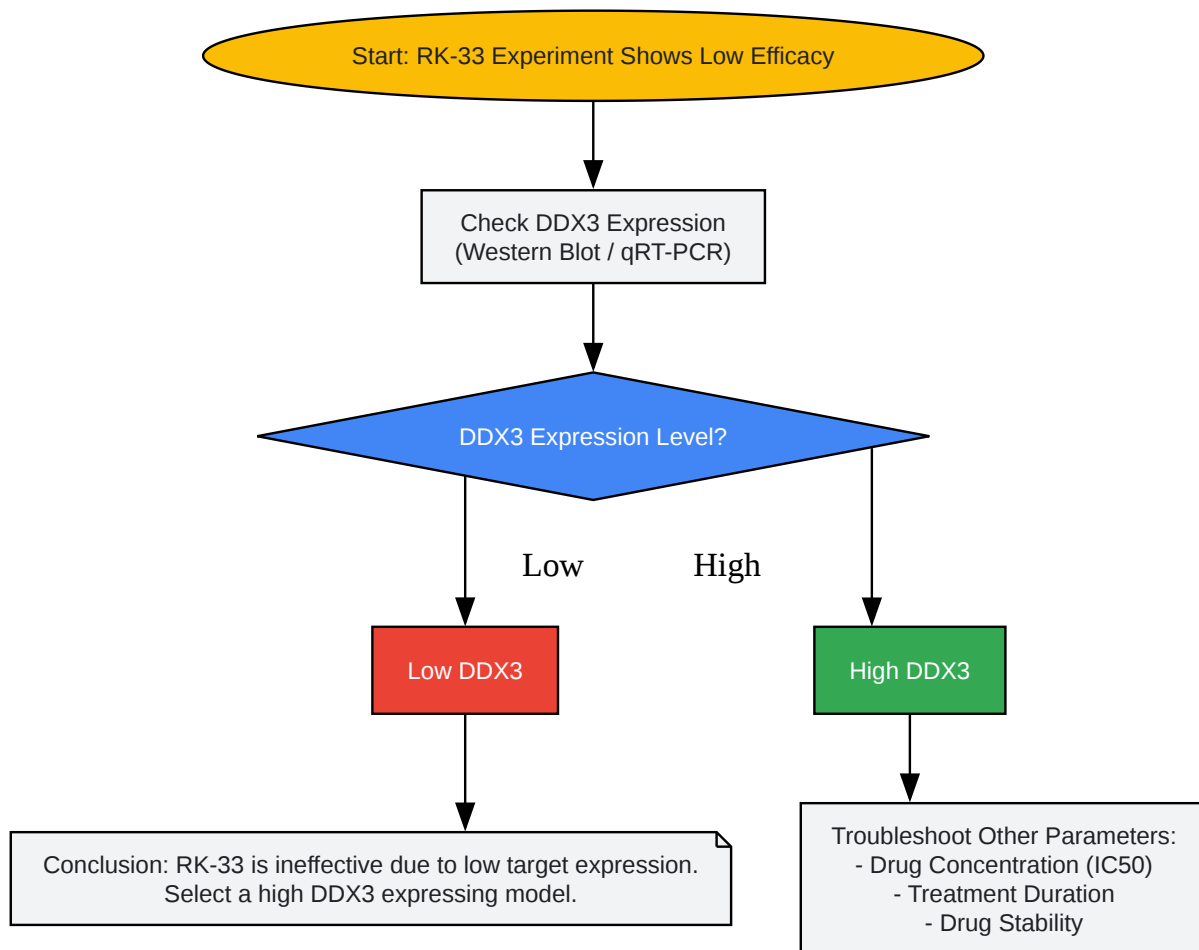 Start: RK-33 Experiment Shows Low Efficacy
Check DDX3 Expression
(Western Blot / qRT-PCR)
DDX3 Expression Level?
Low
High
Low DDX3
High DDX3
Conclusion: RK-33 is ineffective due to low target expression.
Select a high DDX3 expressing model.
Troubleshoot Other Parameters:
- Drug Concentration (IC50)
- Treatment Duration
- Drug Stability